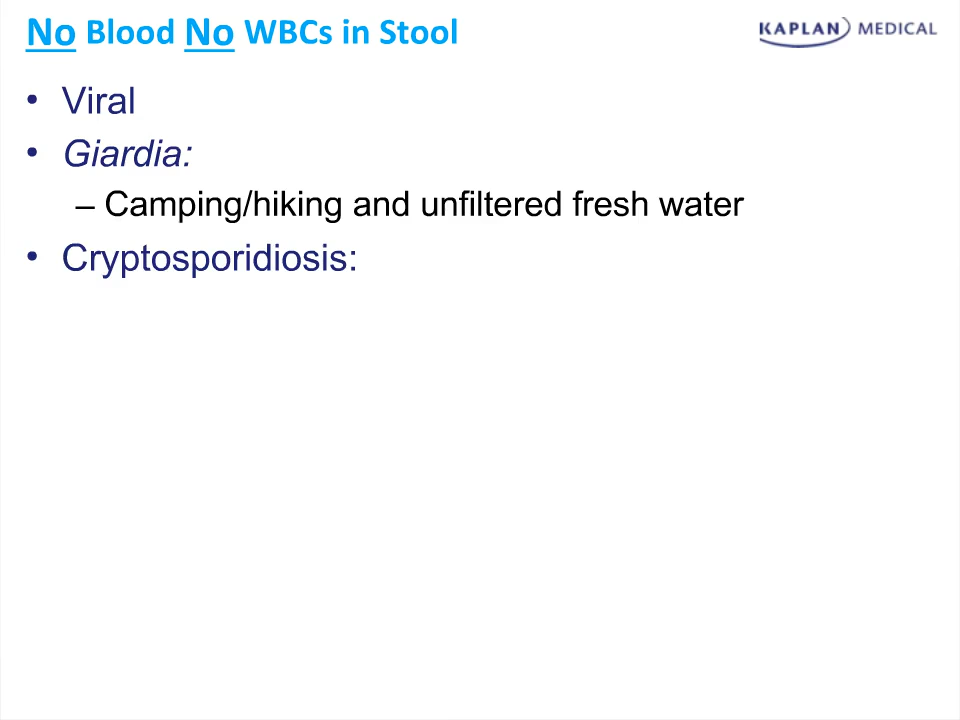 No Blood No WBCs in Stool
KAPLAN MEDICAL
• Viral
• Giardia:
– Camping/hiking and unfiltered fresh water
• Cryptosporidiosis: